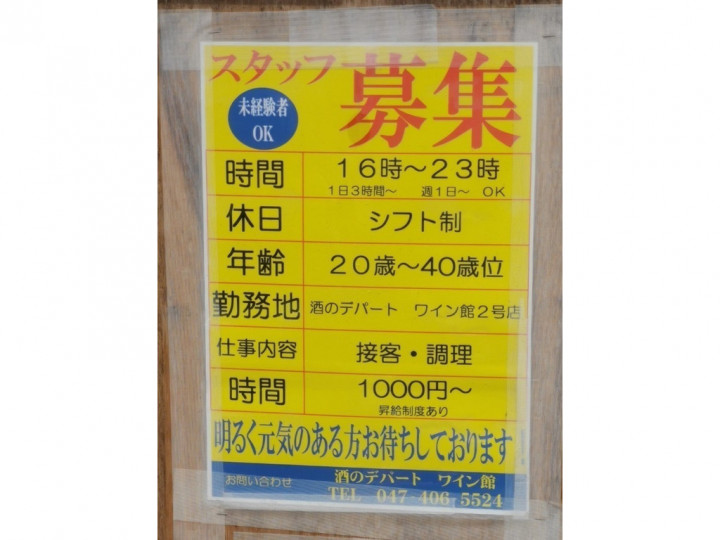 スタッフ募集
未経験者
OK
時間 16時～23時
1日3時間～ 週1日～ OK
休日 シフト制
年齢 20歳～40歳位
勤務地 酒のデパート ワイン館2号店
仕事内容 接客・調理
時間 1000円～
昇給制度あり
明るく元気のある方お待ちしております
お問い合わせ 酒のデパート ワイン館
TEL 047-406-5524